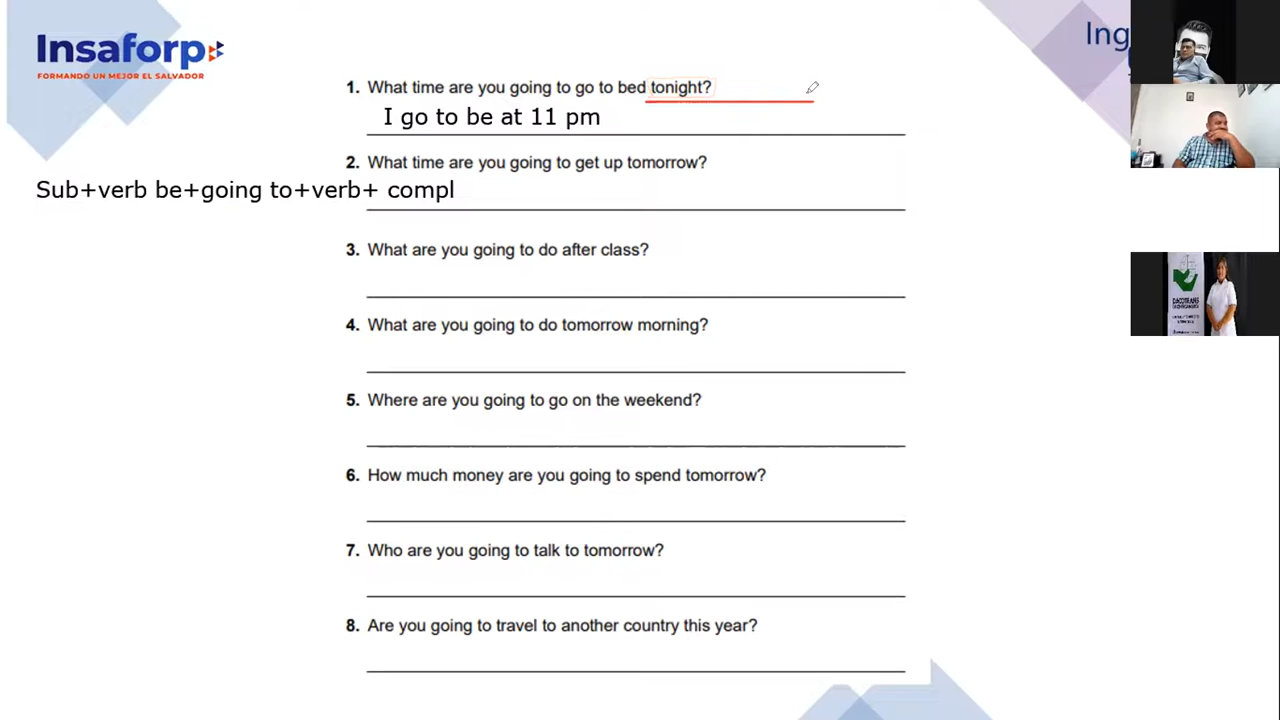 Insaforp
FORMANDO UN MEJOR EL SALVADOR
Ing
1. What time are you going to go to bed tonight?
I go to be at 11 pm
2. What time are you going to get up tomorrow?
Sub+verb be+going to+verb+ compl
3. What are you going to do after class?
4. What are you going to do tomorrow morning?
5. Where are you going to go on the weekend?
6. How much money are you going to spend tomorrow?
7. Who are you going to talk to tomorrow?
8. Are you going to travel to another country this year?